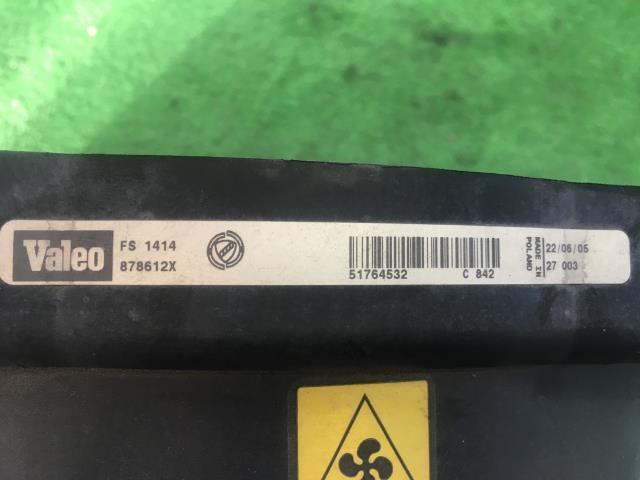 Valeo
FS 1414
878612X
51764532 C 842
MADE IN
POLAND
22/06/05
27 003